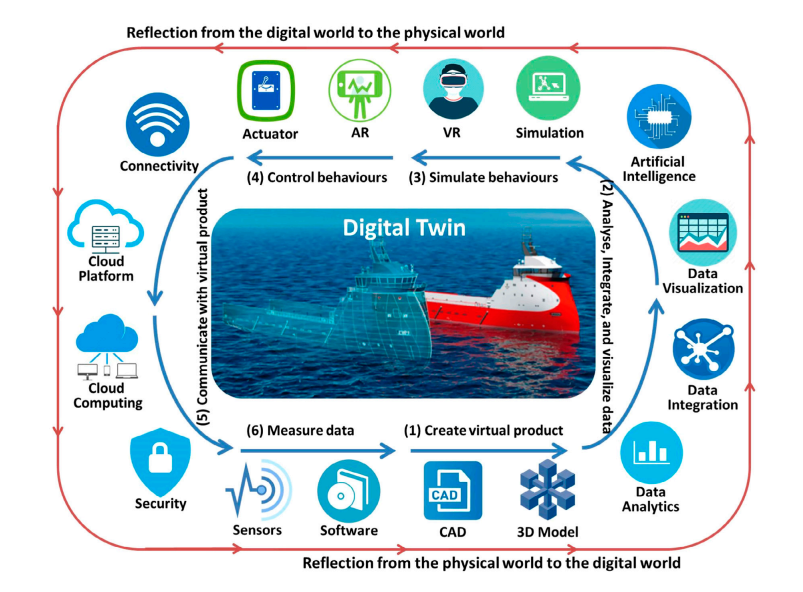 Reflection from the digital world to the physical world
Actuator
AR
VR
Simulation
Connectivity
Artificial
Intelligence
(4) Control behaviours
(3) Simulate behaviours
(2) Analyse, Integrate, and visualize data
(5) Communicate with virtual product
Digital Twin
Cloud
Platform
Data
Visualization
Cloud
Computing
Data
Integration
(6) Measure data
(1) Create virtual product
Security
Data
Analytics
Sensors
Software
CAD
CAD
3D Model
Reflection from the physical world to the digital world